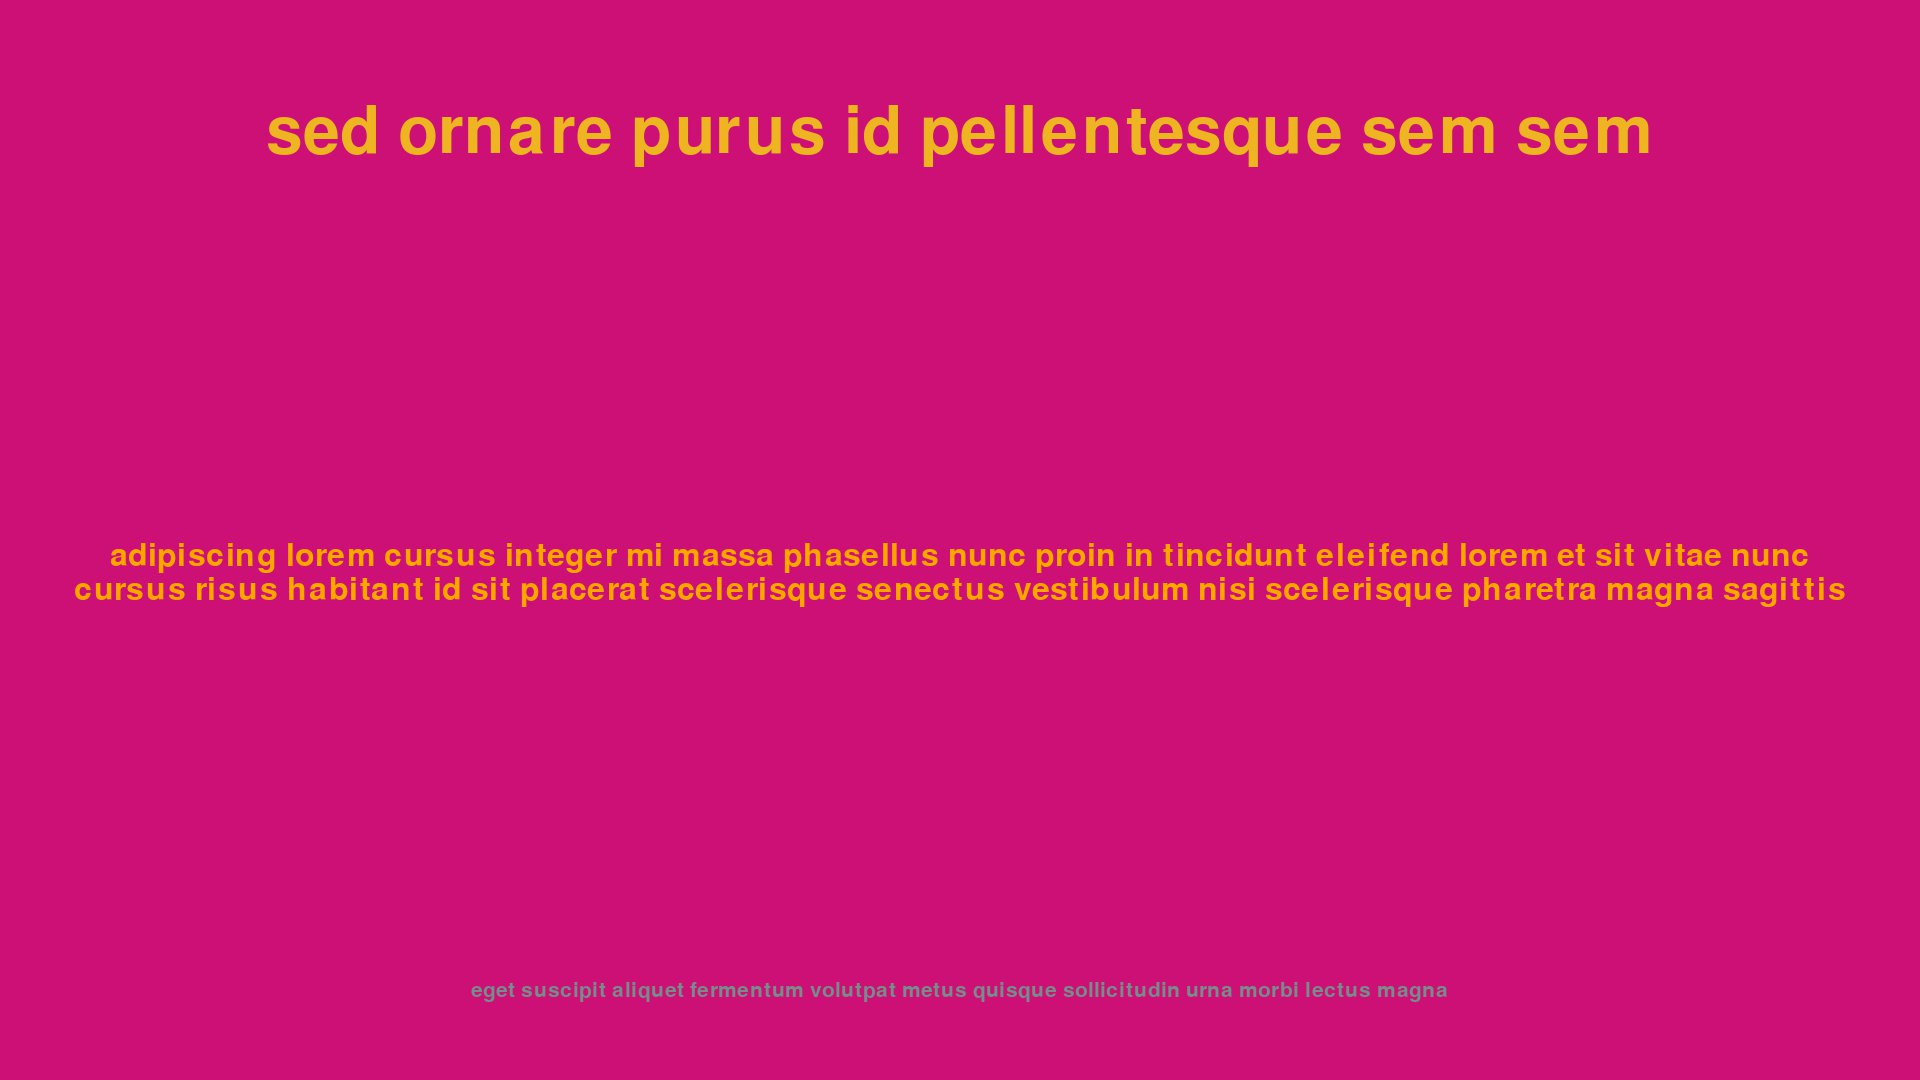 sed ornare purus id pellentesque sem sem
adipiscing lorem cursus integer mi massa phasellus nunc proin in tincidunt eleifend lorem et sit vitae nunc
cursus risus habitant id sit placerat scelerisque senectus vestibulum nisi scelerisque pharetra magna sagittis
eget suscipit aliquet fermentum volutpat metus quisque sollicitudin urna morbi lectus magna